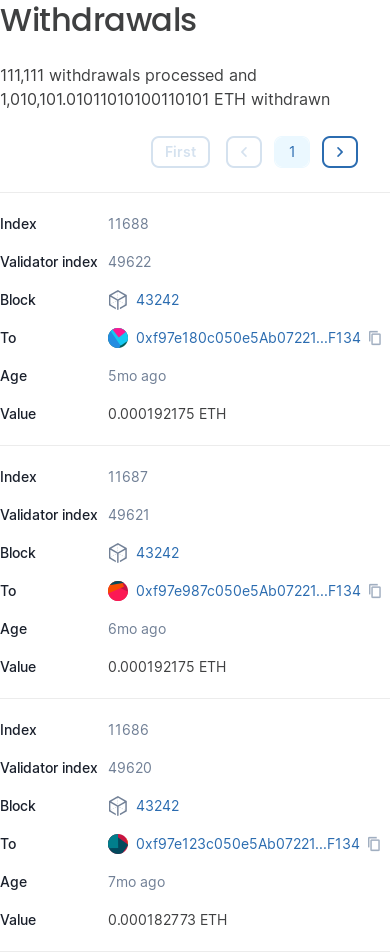 Withdrawals
111,111 withdrawals processed and
1,010,101.01011010100110101 ETH withdrawn
First 1
Index 11688
Validator index 49622
Block 43242
To 0xf97e180c050e5Ab07221...F134
Age 5mo ago
Value 0.000192175 ETH
Index 11687
Validator index 49621
Block 43242
To 0xf97e987c050e5Ab07221...F134
Age 6mo ago
Value 0.000192175 ETH
Index 11686
Validator index 49620
Block 43242
To 0xf97e123c050e5Ab07221...F134
Age 7mo ago
Value 0.000182773 ETH